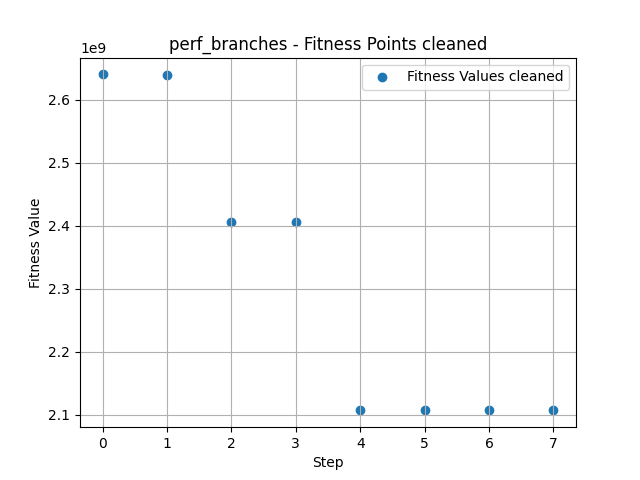 perf_branches - Fitness Points cleaned
1e9
Fitness Values cleaned
2.6
2.5
2.4
2.3
2.2
2.1
Fitness Value
0 1 2 3 4 5 6 7
Step